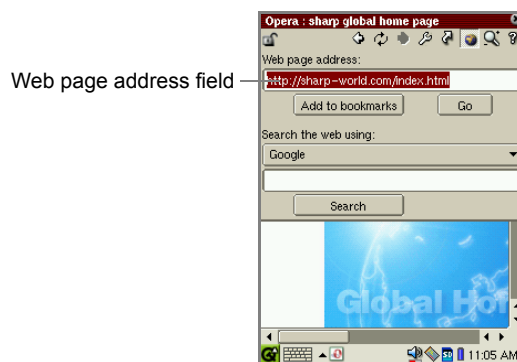 Opera : sharp global home page
Web page address:
Web page address field
http://sharp-world.com/index.html
Add to bookmarks Go
Search the web using:
Google
Search
Global Hor
11:05 AM